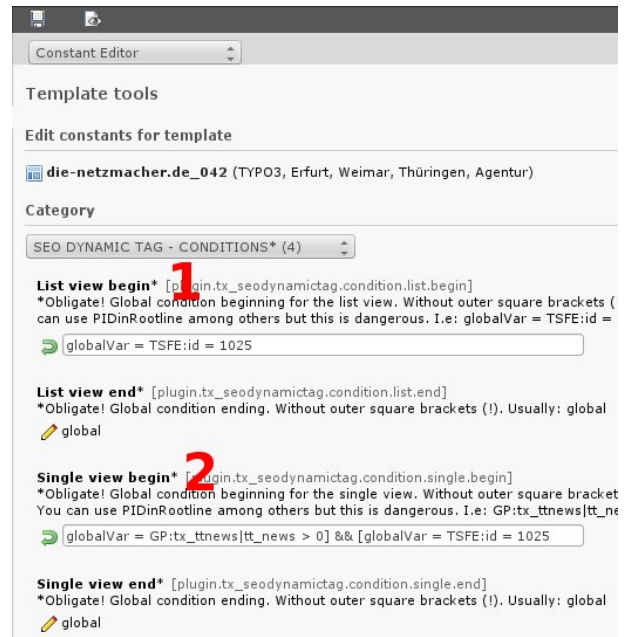 Constant Editor
Template tools
Edit constants for template
die-netzmacher.de_042 (TYPO3, Erfurt, Weimar, Thüringen, Agentur)
Category
SEO DYNAMIC TAG - CONDITIONS* (4)
1
List view begin* [plugin.tx_seodynamictag.condition.list.begin]
*Obligate! Global condition beginning for the list view. Without outer square brackets (
can use PIDinRootline among others but this is dangerous. I.e: globalVar = TSFE:id =
globalVar = TSFE:id = 1025
List view end* [plugin.tx_seodynamictag.condition.list.end]
*Obligate! Global condition ending. Without outer square brackets (!). Usually: global
global
2
Single view begin* [plugin.tx_seodynamictag.condition.single.begin]
*Obligate! Global condition beginning for the single view. Without outer square bracket
You can use PIDinRootline among others but this is dangerous. I.e: GP:tx_ttnews|tt_ne
globalVar = GP:tx_ttnews|tt_news > 0] && [globalVar = TSFE:id = 1025
Single view end* [plugin.tx_seodynamictag.condition.single.end]
*Obligate! Global condition ending. Without outer square brackets (!). Usually: global
global